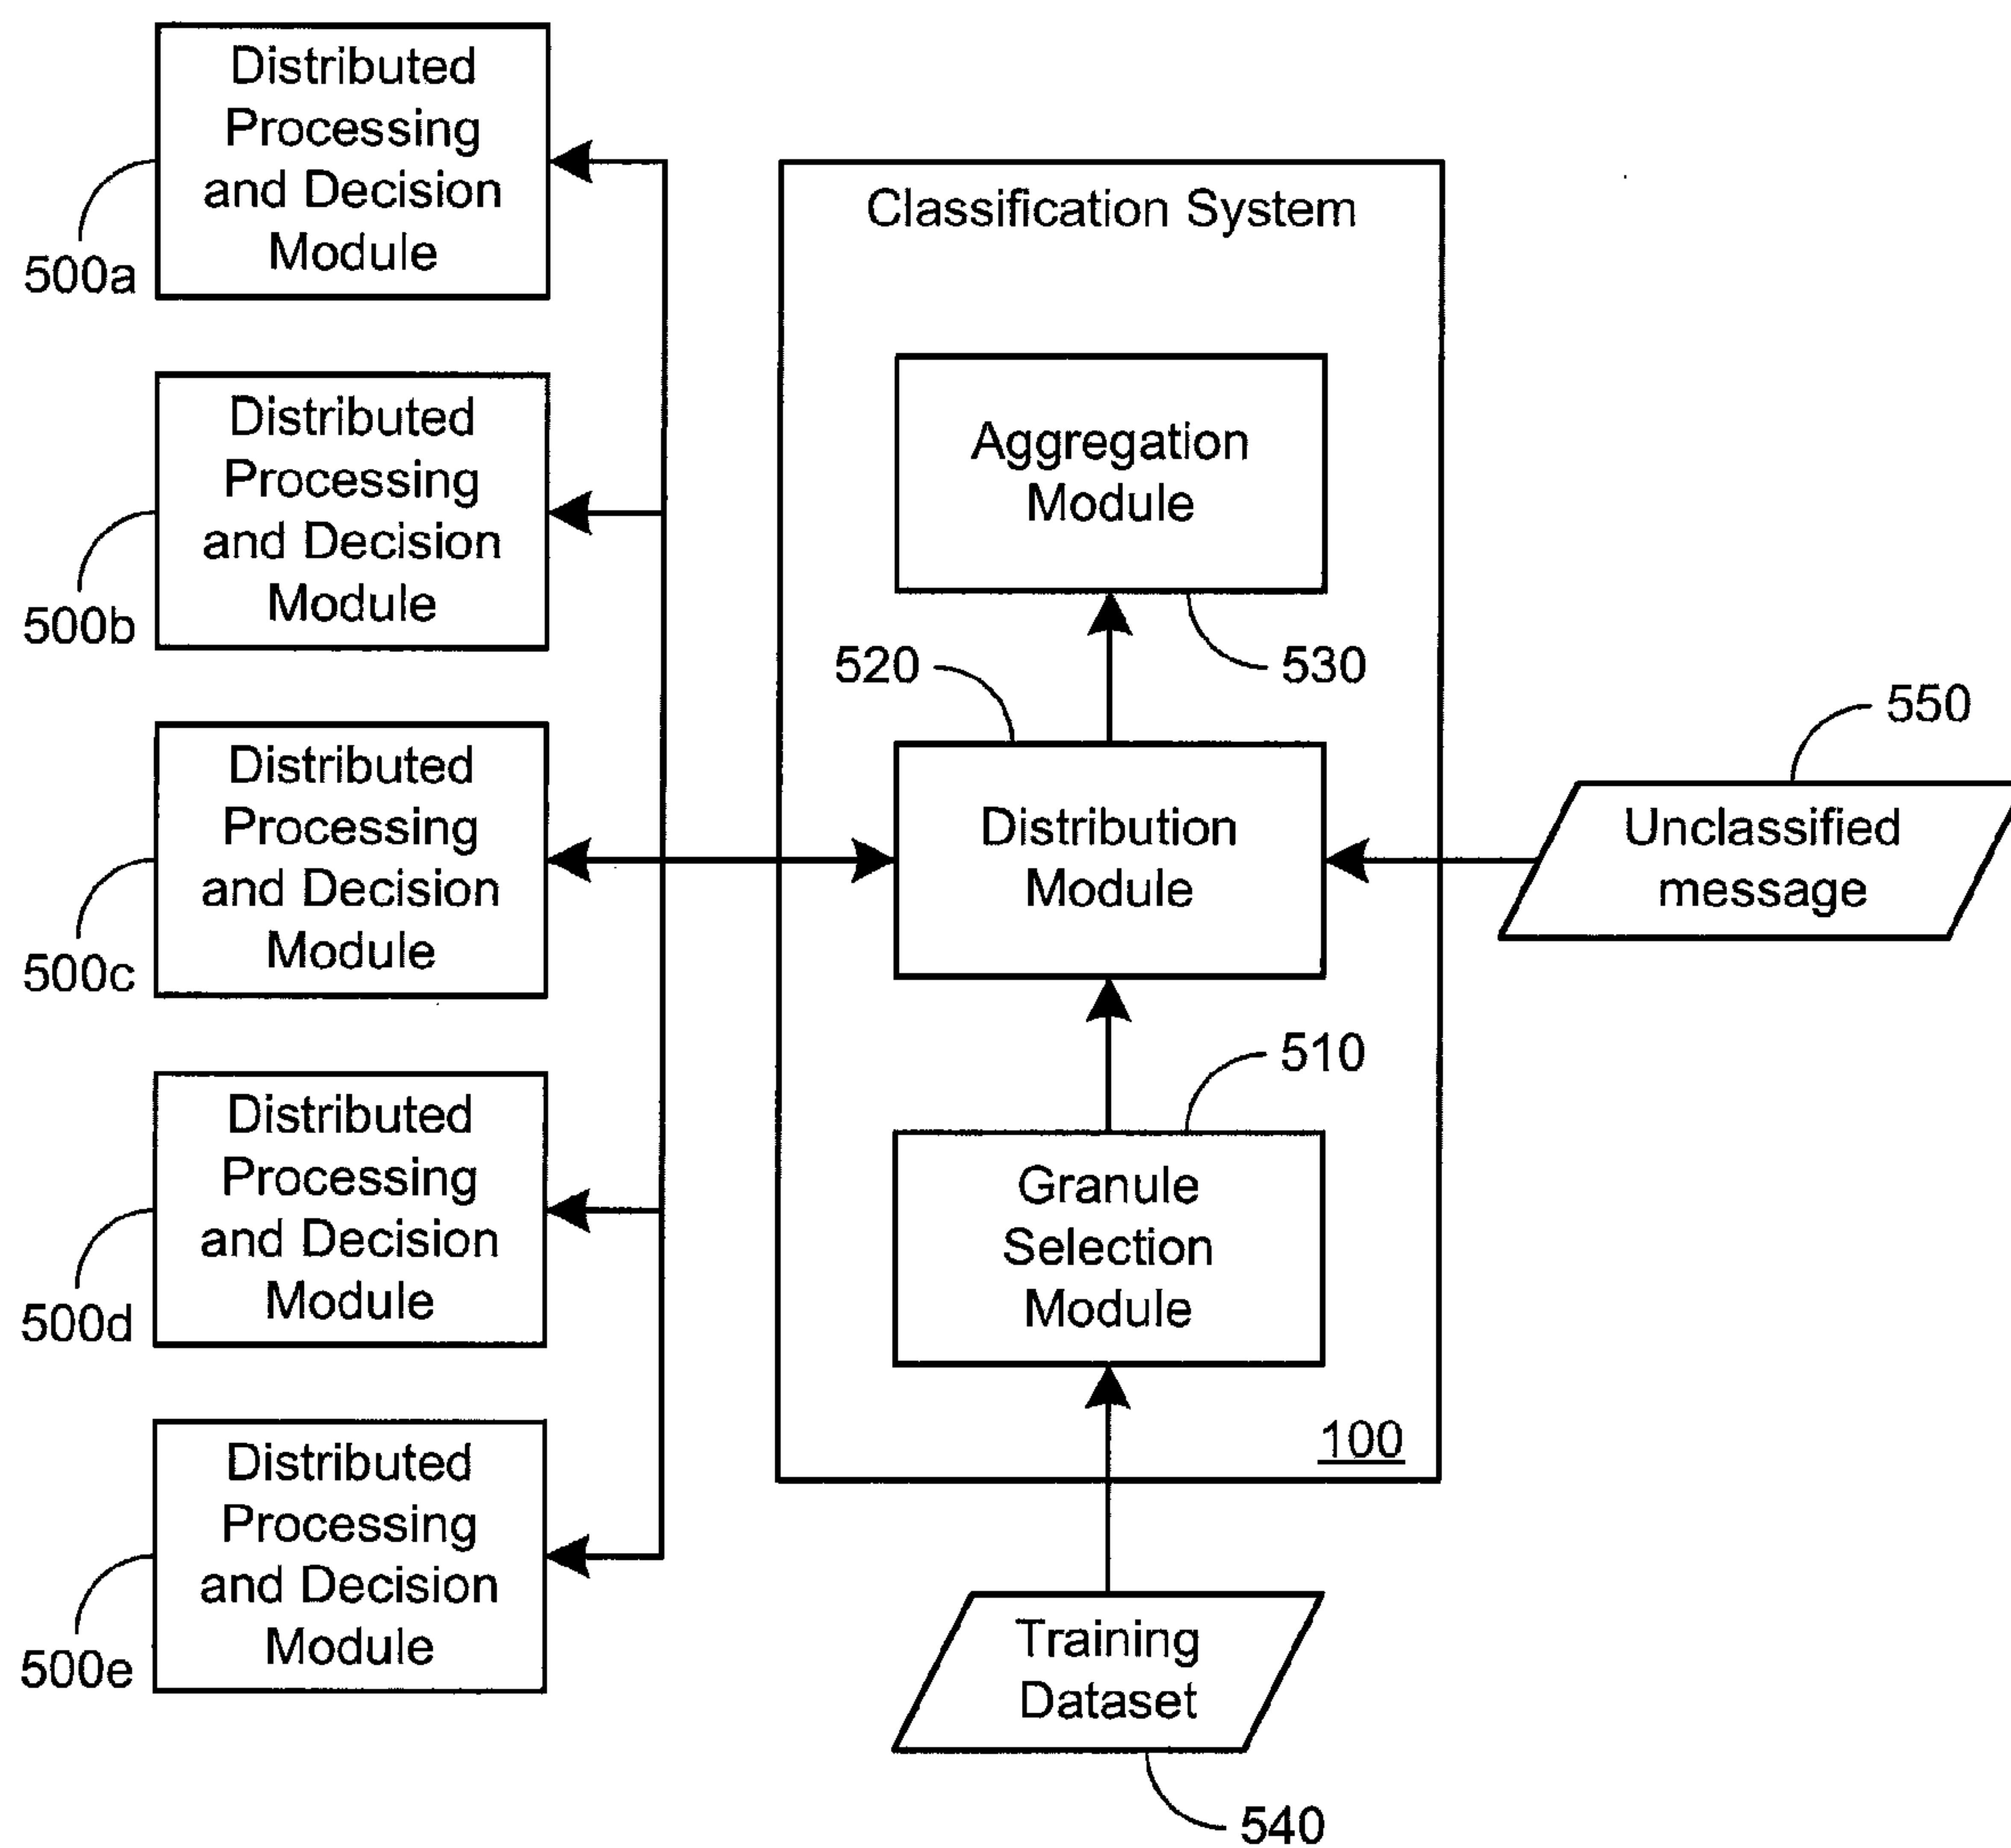 Distributed
Processing
and Decision
Module
500a
Distributed
Processing
and Decision
Module
500b
Distributed
Processing
and Decision
Module
500c
Distributed
Processing
and Decision
Module
500d
Distributed
Processing
and Decision
Module
500e
Classification System
Aggregation
Module
530
520
Distribution
Module
510
Granule
Selection
Module
100
550
Unclassified
message
Training
Dataset
540